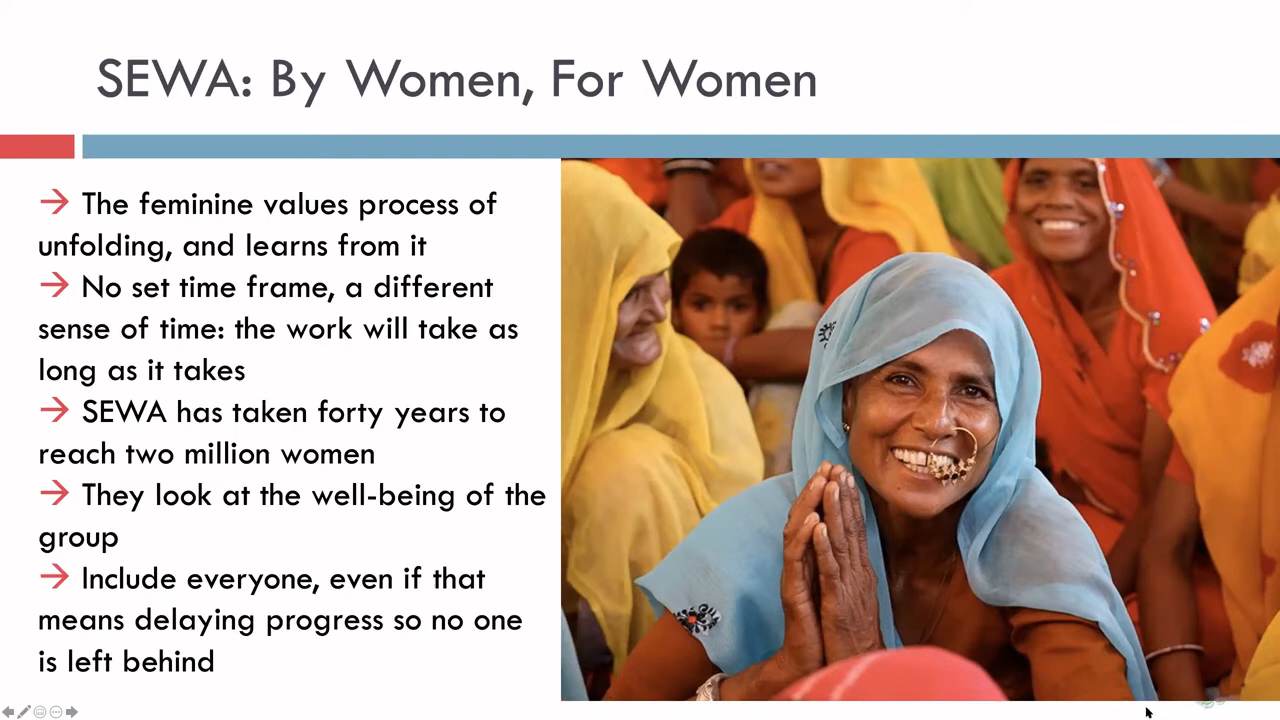 SEWA: By Women, For Women
→ The feminine values process of
unfolding, and learns from it
→ No set time frame, a different
sense of time: the work will take as
long as it takes
→ SEWA has taken forty years to
reach two million women
→ They look at the well-being of the
group
→ Include everyone, even if that
means delaying progress so no one
is left behind